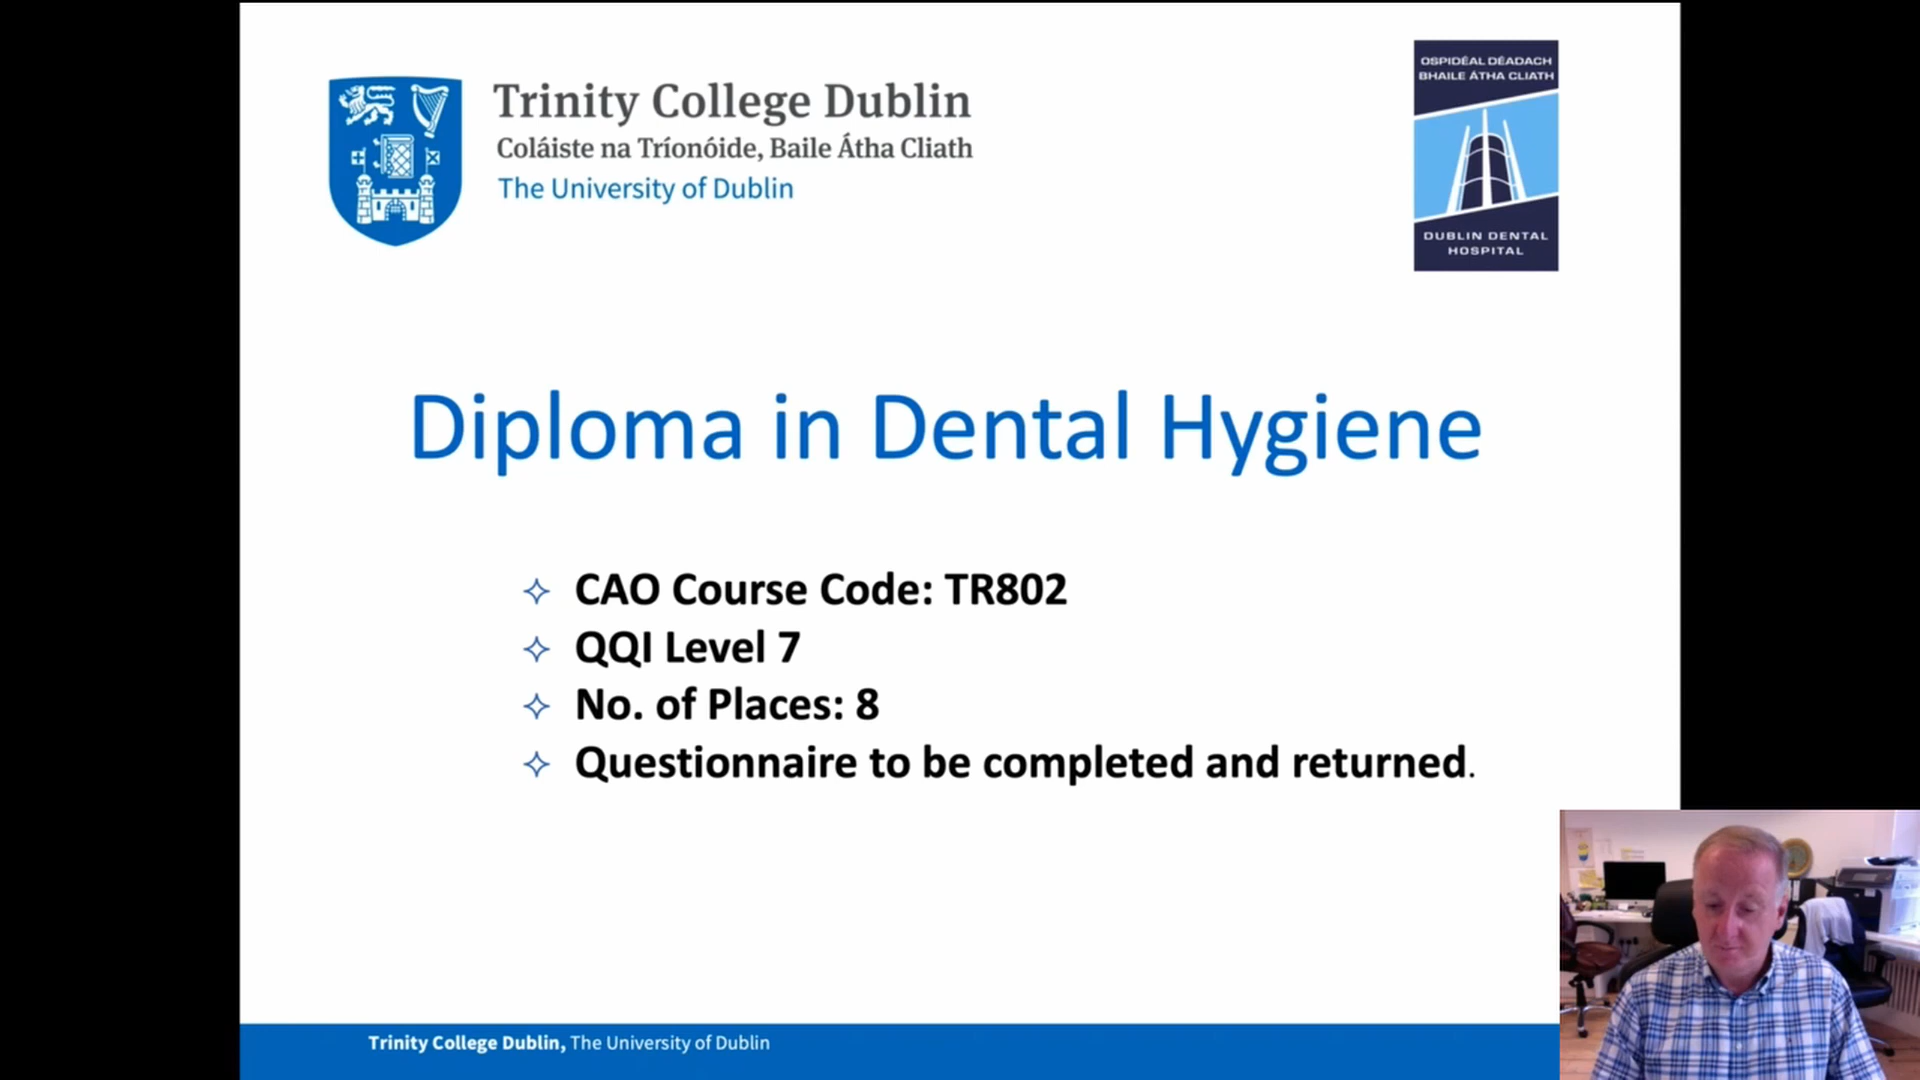 Trinity College Dublin
Coláiste na Tríonóide, Baile Átha Cliath
The University of Dublin
OSPIDÉAL DÉADACH
BHAILE ÁTHA CLIATH
DUBLIN DENTAL
HOSPITAL
Diploma in Dental Hygiene
CAO Course Code: TR802
QQI Level 7
No. of Places: 8
Questionnaire to be completed and returned.
Trinity College Dublin, The University of Dublin